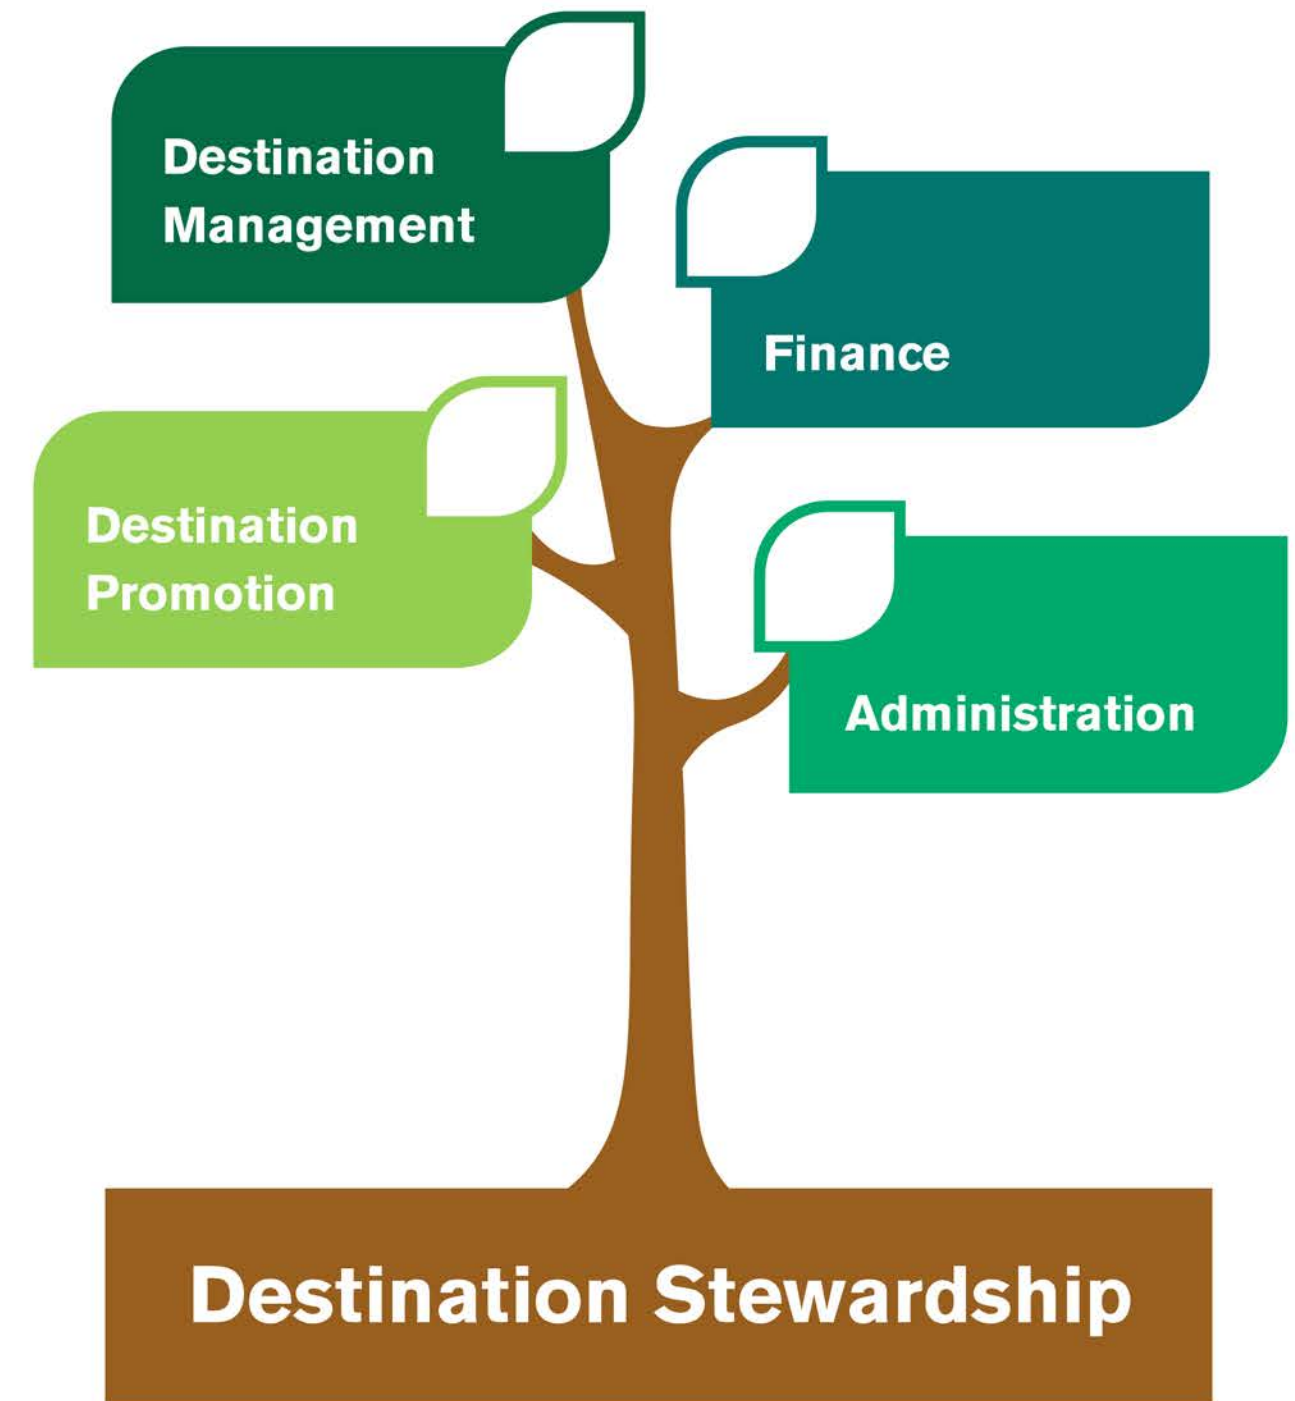 Destination
Management
Finance
Destination
Promotion
Administration
Destination Stewardship